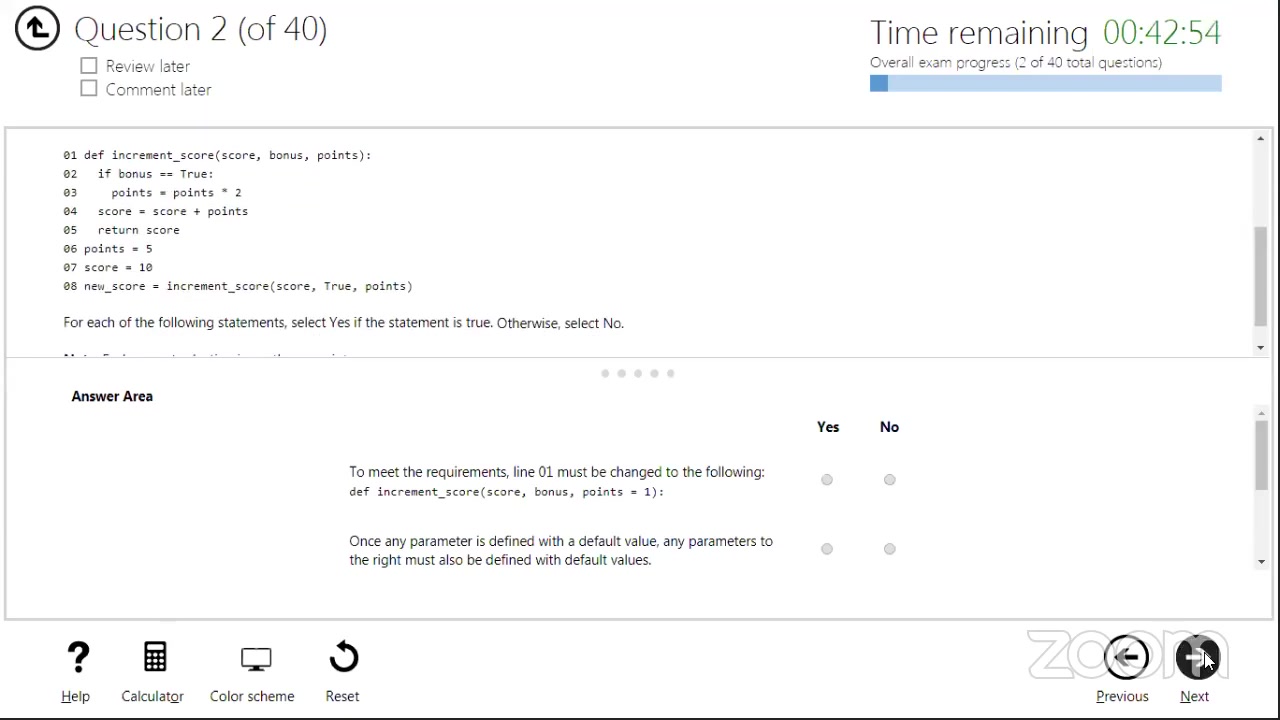 Question 2 (of 40)
Review later
Comment later
Time remaining 00:42:54
Overall exam progress (2 of 40 total questions)
01 def increment_score(score, bonus, points):
02   if bonus == True:
03     points = points * 2
04   score = score + points
05   return score
06 points = 5
07 score = 10
08 new_score = increment_score(score, True, points)
For each of the following statements, select Yes if the statement is true. Otherwise, select No.
Answer Area
Yes No
To meet the requirements, line 01 must be changed to the following:
def increment_score(score, bonus, points = 1):
Once any parameter is defined with a default value, any parameters to
the right must also be defined with default values.
Help
Calculator
Color scheme
Reset
zoom
Previous
Next